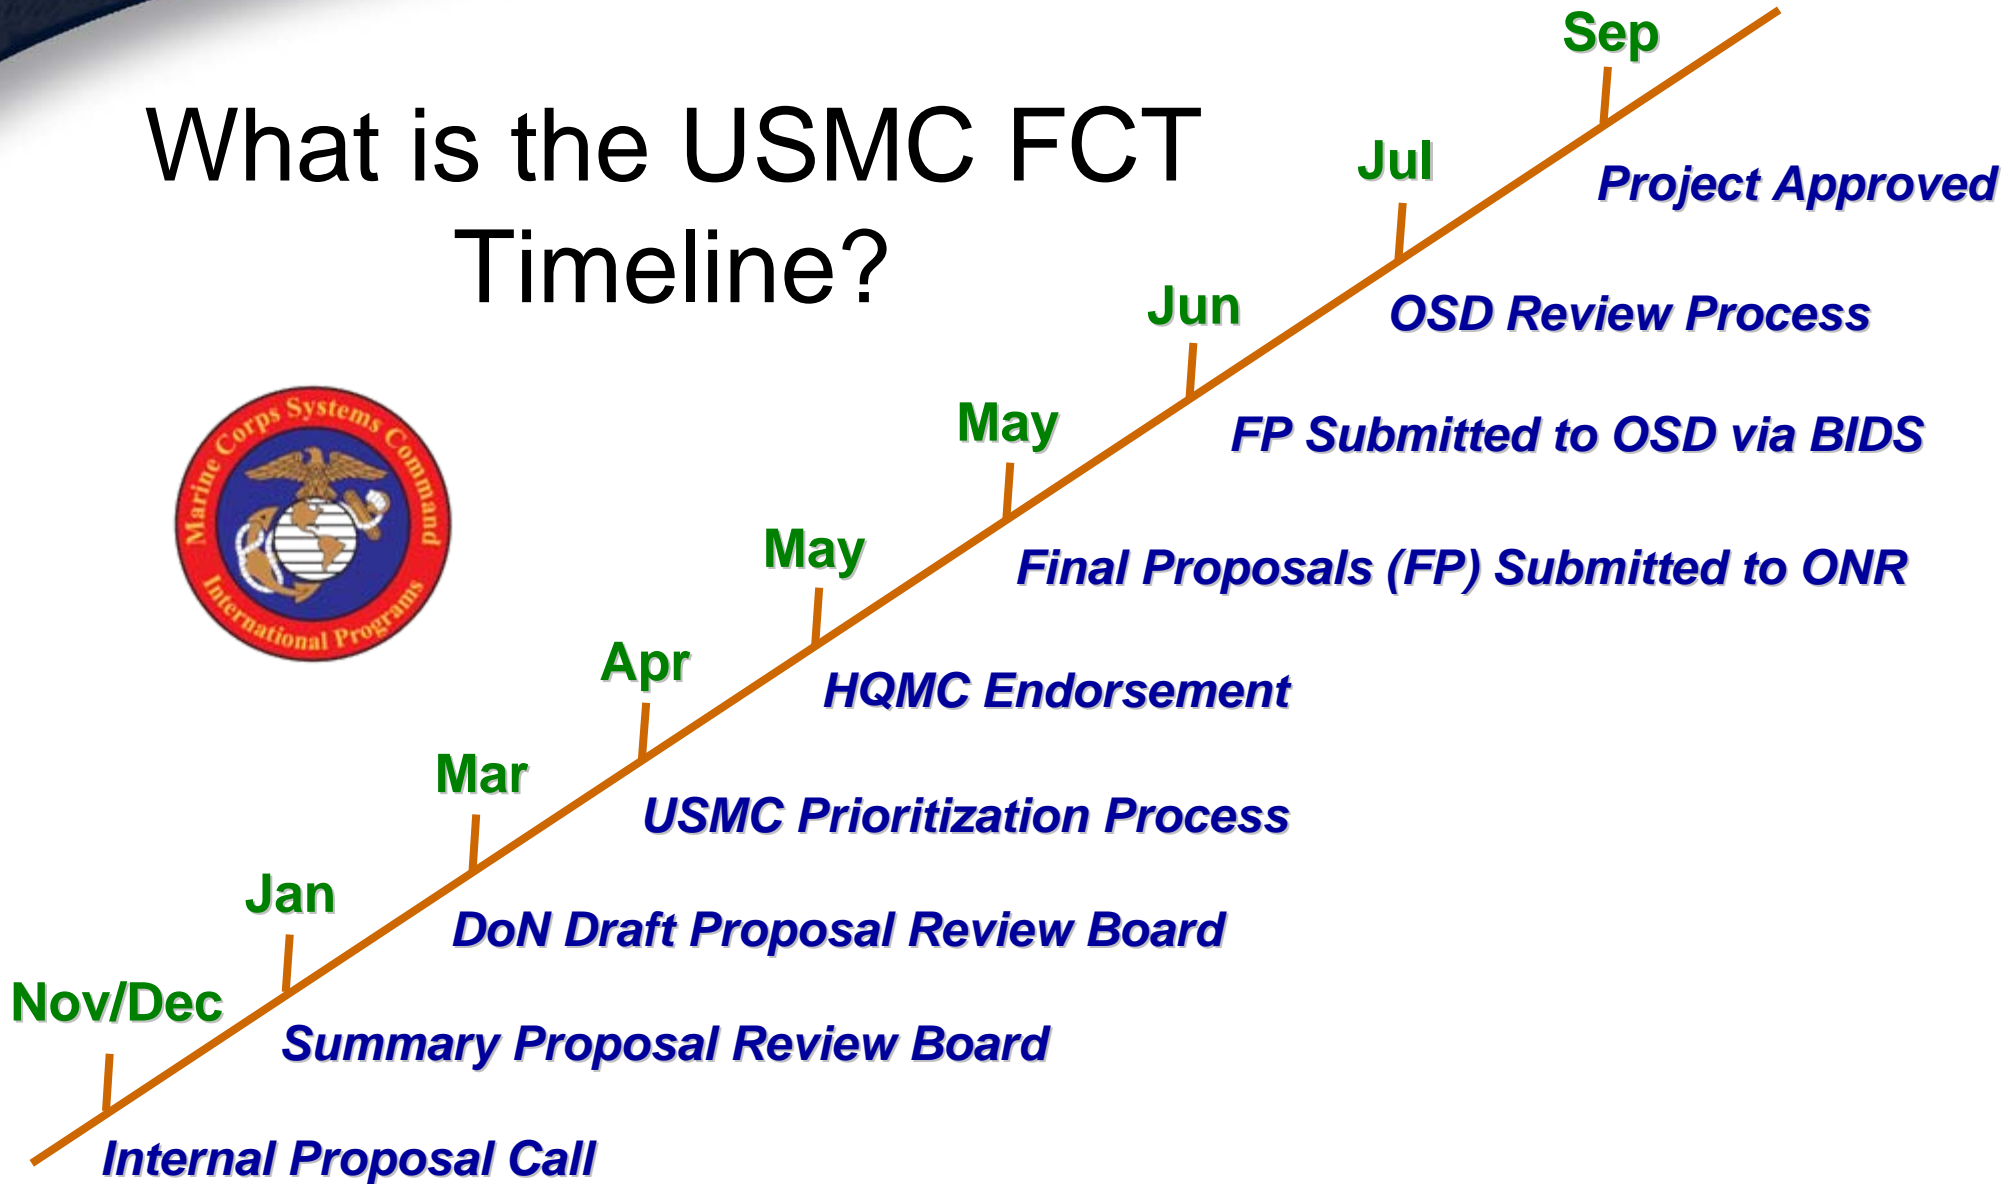 What is the USMC FCT
Timeline?
Marine Corps Systems Command
International Programs
Sep
Project Approved
Jul
OSD Review Process
Jun
FP Submitted to OSD via BIDS
May
Final Proposals (FP) Submitted to ONR
May
HQMC Endorsement
Apr
USMC Prioritization Process
Mar
DoN Draft Proposal Review Board
Jan
Summary Proposal Review Board
Nov/Dec
Internal Proposal Call